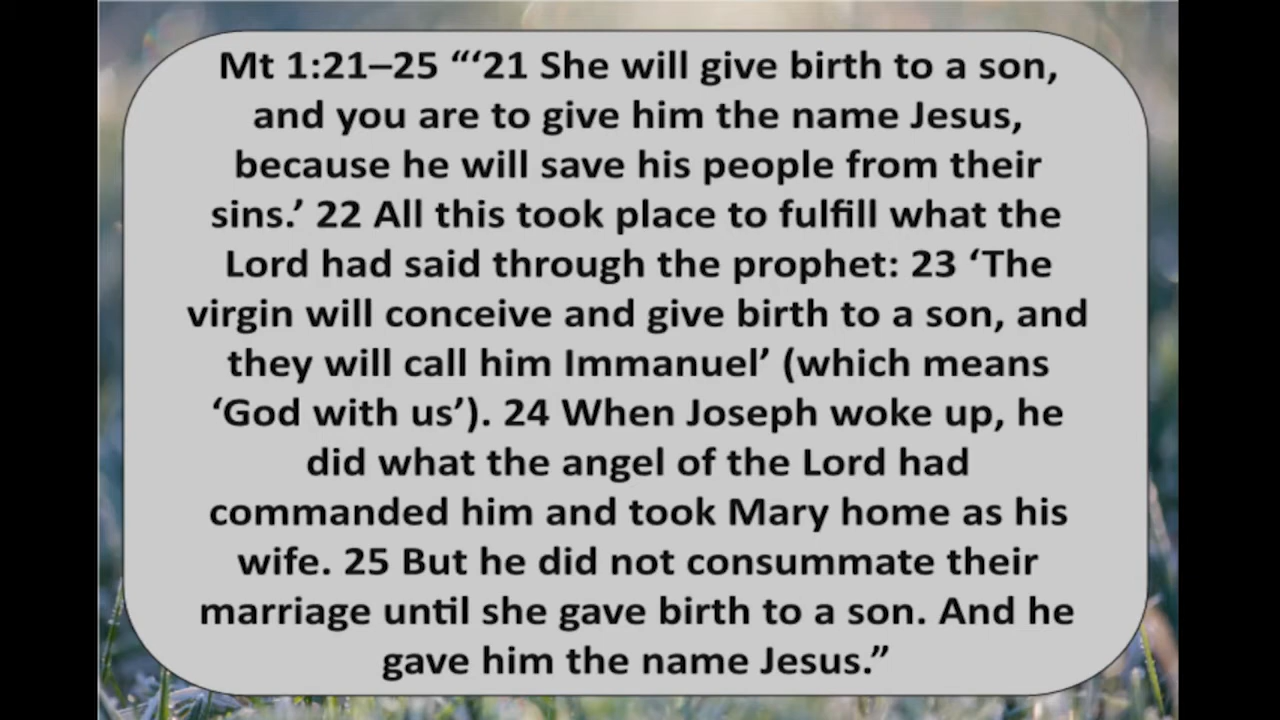 Mt 1:21–25 “‘21 She will give birth to a son,
and you are to give him the name Jesus,
because he will save his people from their
sins.’ 22 All this took place to fulfill what the
Lord had said through the prophet: 23 ‘The
virgin will conceive and give birth to a son, and
they will call him Immanuel’ (which means
‘God with us’). 24 When Joseph woke up, he
did what the angel of the Lord had
commanded him and took Mary home as his
wife. 25 But he did not consummate their
marriage until she gave birth to a son. And he
gave him the name Jesus.”